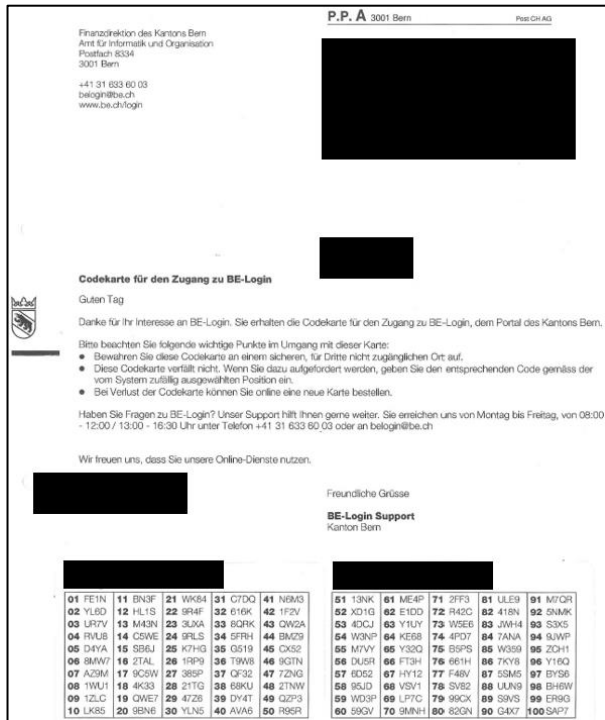 P.P. A 3001 Bern Post CH AG
Finanzdirektion des Kantons Bern
Amt für Informatik und Organisation
Postfach 8334
3001 Bern
+41 31 633 60 03
belogin@be.ch
www.be.ch/login
Codekarte für den Zugang zu BE-Login
Guten Tag
Danke für Ihr Interesse an BE-Login. Sie erhalten die Codekarte für den Zugang zu BE-Login, dem Portal des Kantons Bern.
Bitte beachten Sie folgende wichtige Punkte im Umgang mit dieser Karte:
• Bewahren Sie diese Codekarte an einem sicheren, für Dritte nicht zugänglichen Ort auf.
• Diese Codekarte verfällt nicht. Wenn Sie dazu aufgefordert werden, geben Sie den entsprechenden Code gemäss der
vom System zufällig ausgewählten Position ein.
• Bei Verlust der Codekarte können Sie online eine neue Karte bestellen.
Haben Sie Fragen zu BE-Login? Unser Support hilft Ihnen gerne weiter. Sie erreichen uns von Montag bis Freitag, von 08:00
- 12:00 / 13:00 - 16:30 Uhr unter Telefon +41 31 633 60 03 oder an belogin@be.ch
Wir freuen uns, dass Sie unsere Online-Dienste nutzen.
Freundliche Grüsse
BE-Login Support
Kanton Bern
01 FE1N 11 BN3F 21 WK84 31 C7DQ 41 N6M3
02 YL6D 12 HL1S 22 9R4F 32 616K 42 1F2V
03 UR7V 13 M43N 23 3UXA 33 8QRK 43 QW2A
04 RVU8 14 C5WE 24 9RLS 34 5FRH 44 BMZ9
05 D4YA 15 SB6J 25 K7HG 35 G519 45 CX52
06 8MW7 16 2TAL 26 1RP9 36 T9W8 46 9GTN
07 AZ9M 17 9C5W 27 385P 37 QF32 47 7ZNG
08 1WU1 18 4K33 28 21TG 38 68KU 48 2TNW
09 1ZLC 19 QWE7 29 47Z6 39 DY4T 49 QZP3
10 LK85 20 9BN6 30 YLN5 40 AVA6 50 R95R
51 13NK 61 ME4P 71 2FF3 81 ULE9 91 M7QR
52 XD1G 62 E1DD 72 R42C 82 418N 92 5NMK
53 4DCJ 63 Y1UY 73 W5E6 83 JWH4 93 S3X5
54 W3NP 64 KE68 74 4PD7 84 7ANA 94 9JWP
55 M7VY 65 Y32Q 75 B5PS 85 W359 95 ZCH1
56 DU5R 66 FT3H 76 661H 86 7KY8 96 Y16Q
57 6D52 67 HY12 77 F48V 87 5SM5 97 BYS6
58 95JD 68 VSV1 78 SV82 88 UUN9 98 BH6W
59 WD3P 69 LP7C 79 99CX 89 S9VS 99 ER9G
60 59GV 70 9MNH 80 82GN 90 G4X7 100 SAP7